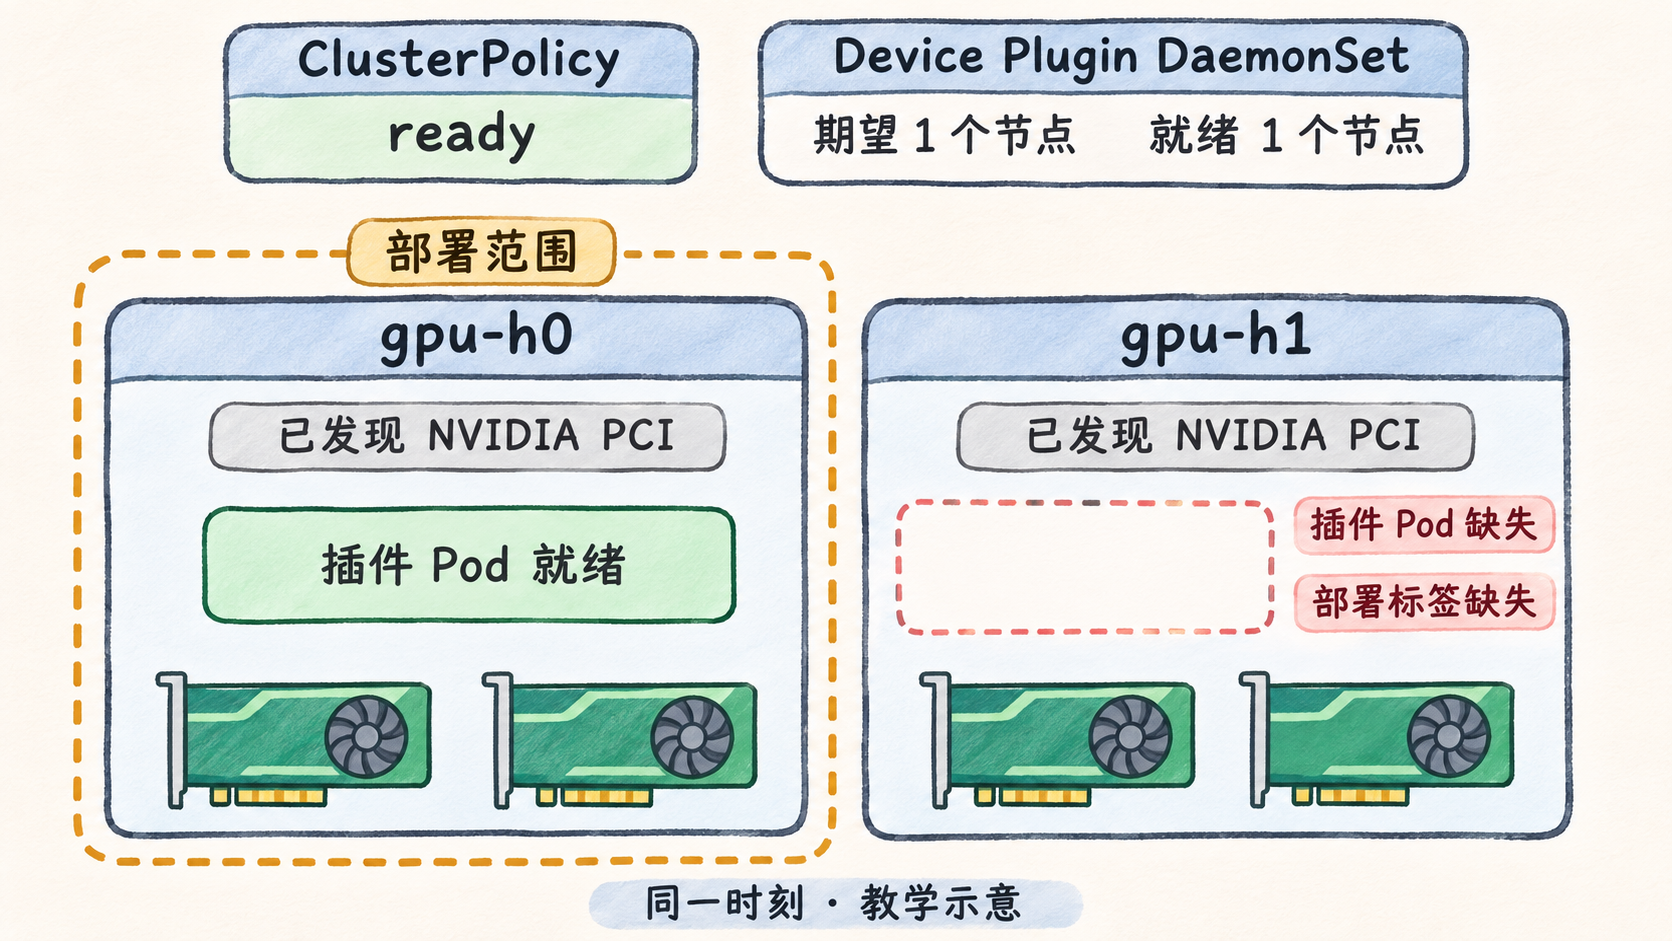 ClusterPolicy
ready
Device Plugin DaemonSet
期望 1 个节点 就绪 1 个节点
部署范围
gpu-h0
已发现 NVIDIA PCI
插件 Pod 就绪
gpu-h1
已发现 NVIDIA PCI
插件 Pod 缺失
部署标签缺失
同一时刻 · 教学示意